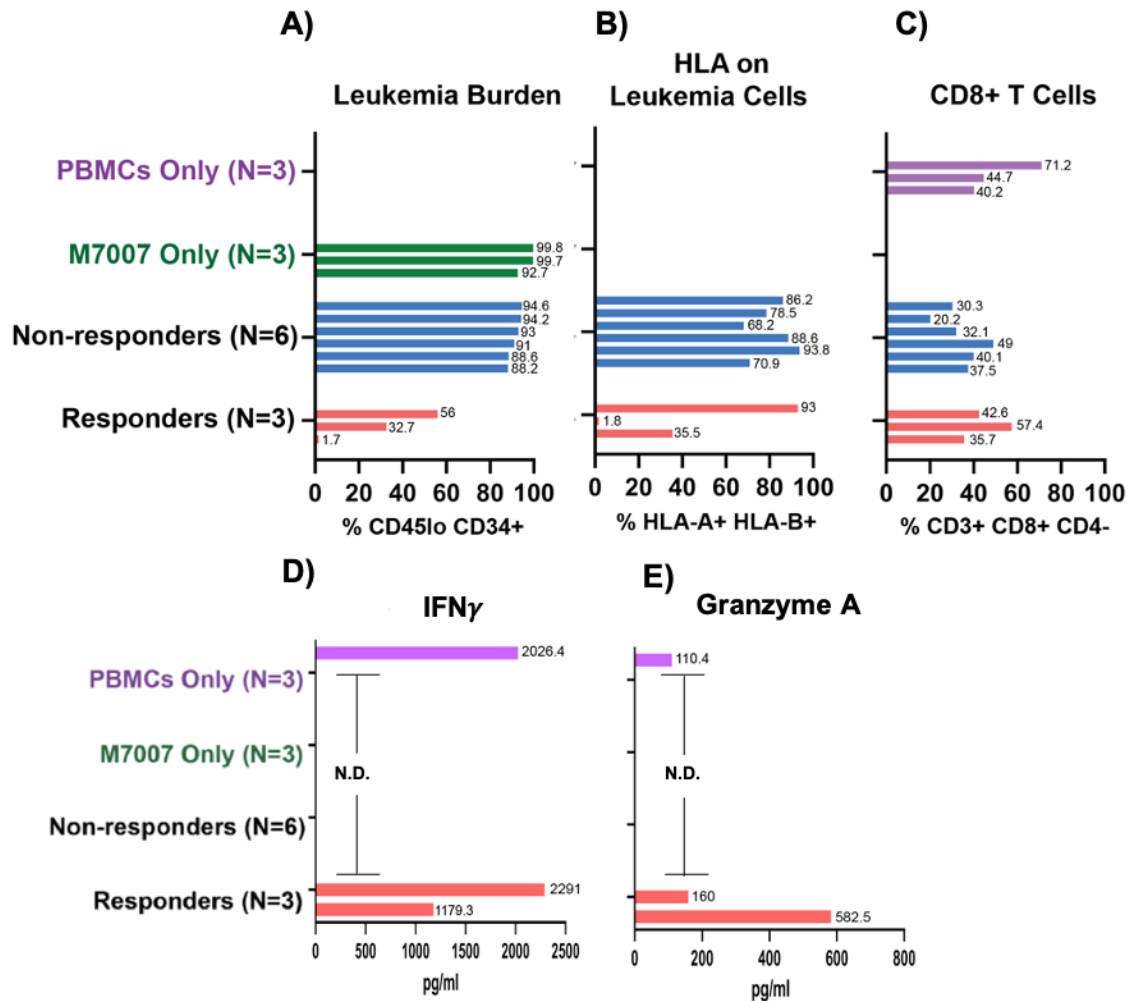 A)
B)
C)
Leukemia Burden
HLA on
Leukemia Cells
CD8+ T Cells
PBMCs Only (N=3)
71.2
44.7
40.2
M7007 Only (N=3)
99.8
99.7
92.7
Non-responders (N=6)
94.6
94.2
93
91
88.6
88.2
86.2
78.5
68.2
88.6
93.8
70.9
30.3
20.2
32.1
49
40.1
37.5
Responders (N=3)
56
32.7
1.7
93
1.8
35.5
42.6
57.4
35.7
0 20 40 60 80 100
0 20 40 60 80 100
0 20 40 60 80 100
% CD45lo CD34+
% HLA-A+ HLA-B+
% CD3+ CD8+ CD4-
D)
E)
IFNγ
Granzyme A
PBMCs Only (N=3)
2026.4
110.4
M7007 Only (N=3)
N.D.
N.D.
Non-responders (N=6)
Responders (N=3)
2291
1179.3
160
582.5
0 500 1000 1500 2000 2500
0 200 400 600 800
pg/ml
pg/ml